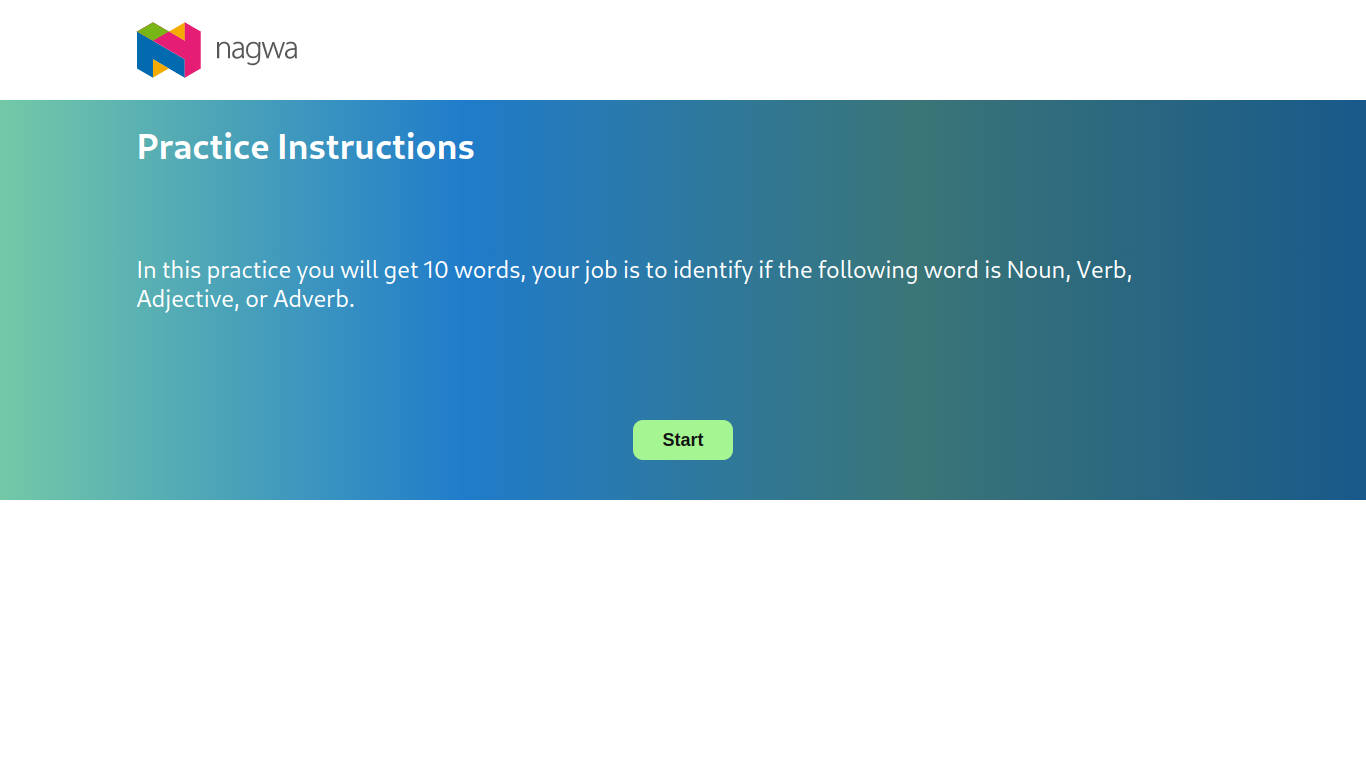 nagwa
Practice Instructions
In this practice you will get 10 words, your job is to identify if the following word is Noun, Verb,
Adjective, or Adverb.
Start